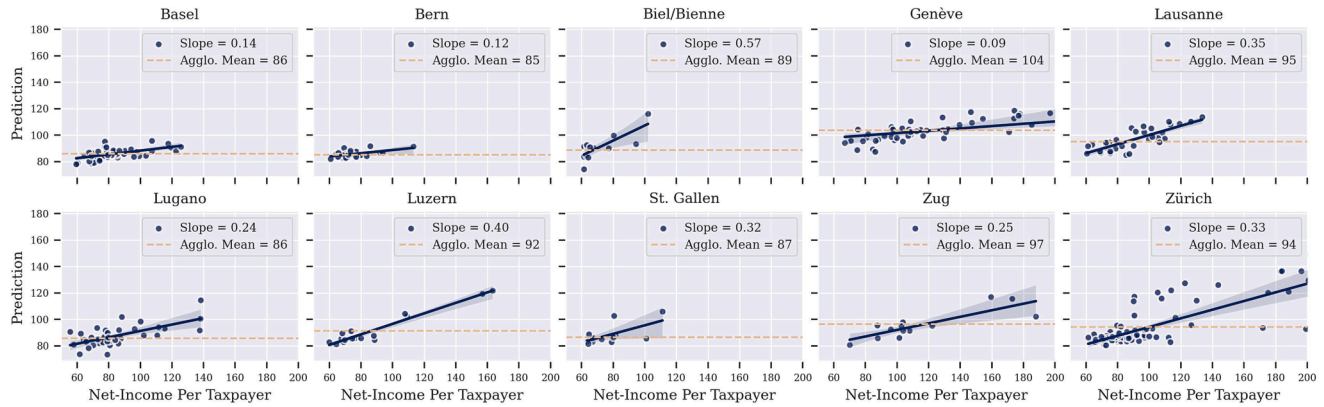 Basel
Bern
Biel/Bienne
Genève
Lausanne
180
160
140
120
100
80
Prediction
Slope = 0.14
Agglo. Mean = 86
Slope = 0.12
Agglo. Mean = 85
Slope = 0.57
Agglo. Mean = 89
Slope = 0.09
Agglo. Mean = 104
Slope = 0.35
Agglo. Mean = 95
Lugano
Luzern
St. Gallen
Zug
Zürich
180
160
140
120
100
80
Prediction
Slope = 0.24
Agglo. Mean = 86
Slope = 0.40
Agglo. Mean = 92
Slope = 0.32
Agglo. Mean = 87
Slope = 0.25
Agglo. Mean = 97
Slope = 0.33
Agglo. Mean = 94
60 80 100 120 140 160 180 200
60 80 100 120 140 160 180 200
60 80 100 120 140 160 180 200
60 80 100 120 140 160 180 200
60 80 100 120 140 160 180 200
Net-Income Per Taxpayer
Net-Income Per Taxpayer
Net-Income Per Taxpayer
Net-Income Per Taxpayer
Net-Income Per Taxpayer